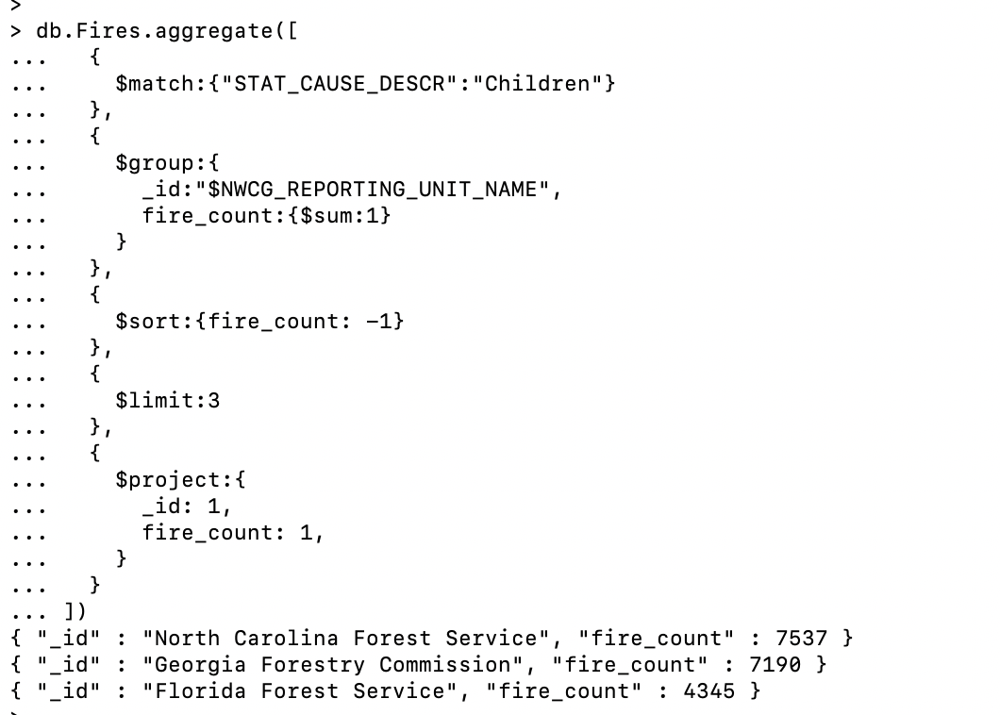 >
> db.Fires.aggregate([
...   {
...     $match:{"STAT_CAUSE_DESCR":"Children"}
...   },
...   {
...     $group:{
...       _id:"$NWCG_REPORTING_UNIT_NAME",
...       fire_count:{$sum:1}
...     }
...   },
...   {
...     $sort:{fire_count: -1}
...   },
...   {
...     $limit:3
...   },
...   {
...     $project:{
...       _id: 1,
...       fire_count: 1,
...     }
...   }
... ])
{ "_id" : "North Carolina Forest Service", "fire_count" : 7537 }
{ "_id" : "Georgia Forestry Commission", "fire_count" : 7190 }
{ "_id" : "Florida Forest Service", "fire_count" : 4345 }
>